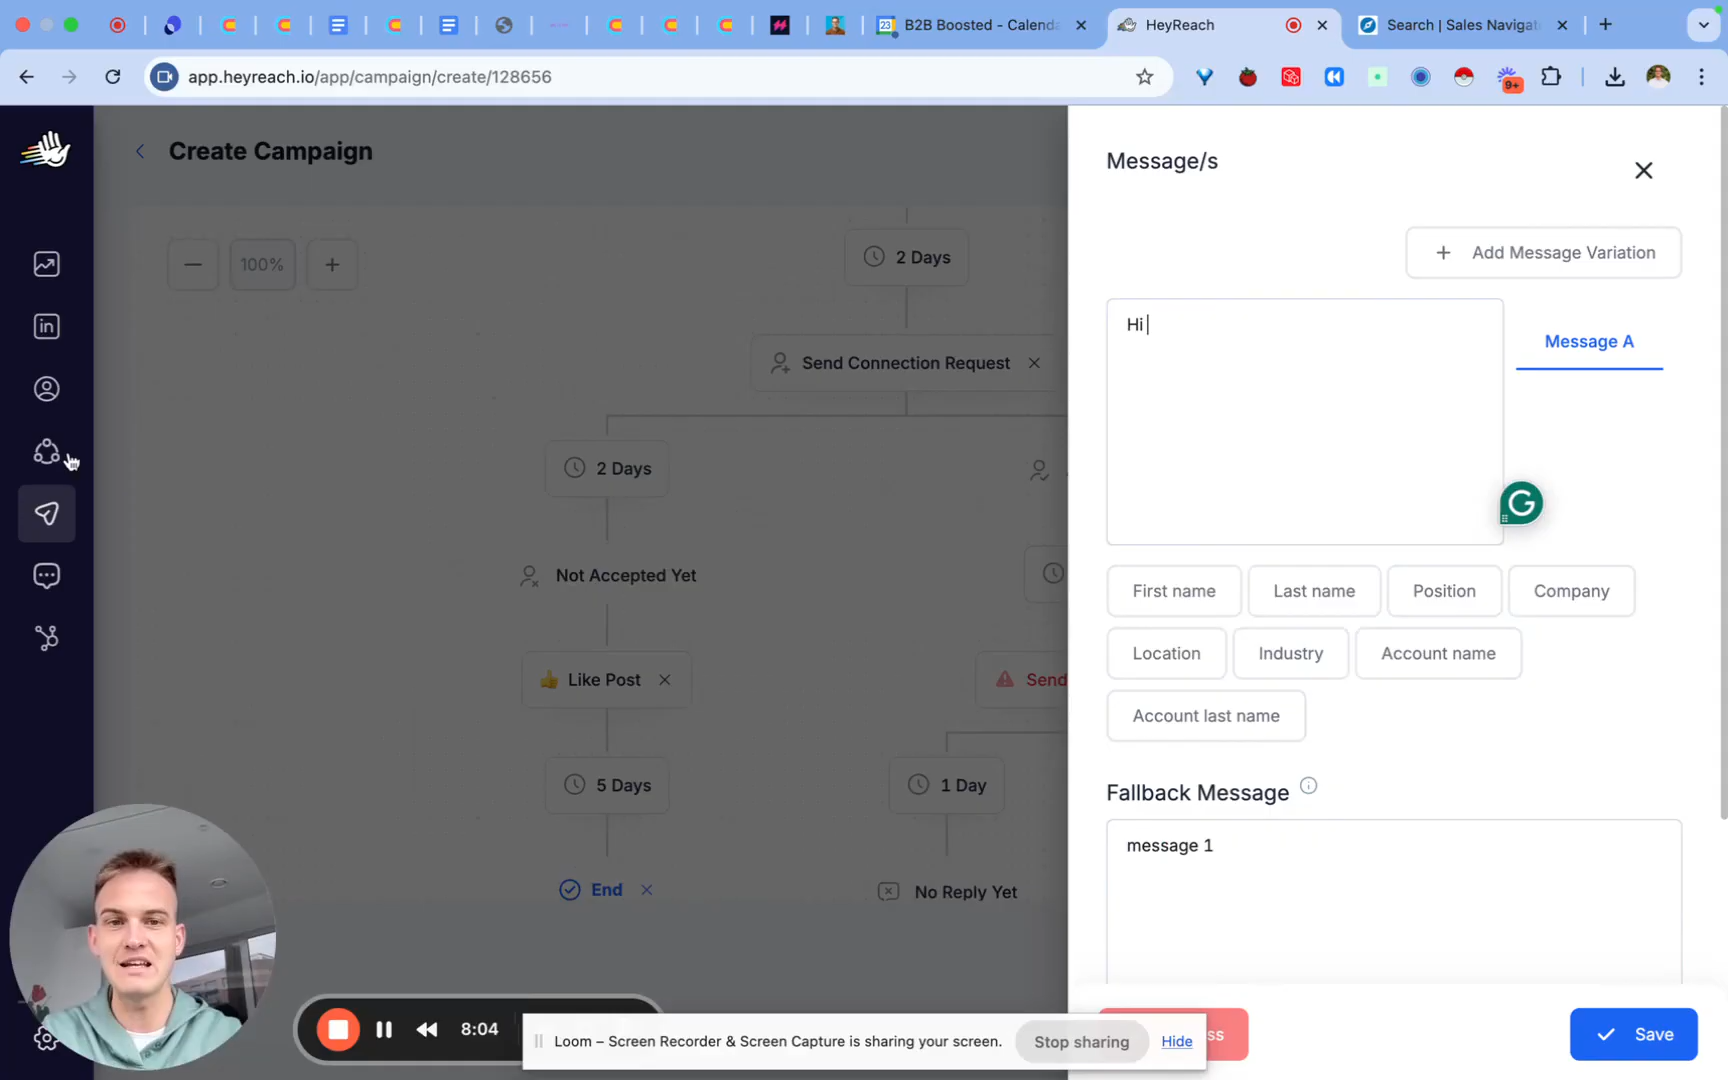 B2B Boosted - Calenda
HeyReach
Search | Sales Navigat
23
app.heyreach.io/app/campaign/create/128656
9+
Create Campaign
100%
2 Days
Send Connection Request
2 Days
Not Accepted Yet
Like Post
Send
5 Days
1 Day
End
No Reply Yet
Message/s
Add Message Variation
Hi
Message A
First name
Last name
Position
Company
Location
Industry
Account name
Account last name
Fallback Message
message 1
8:04
Loom – Screen Recorder & Screen Capture is sharing your screen.
Stop sharing
Hide
ss
Save